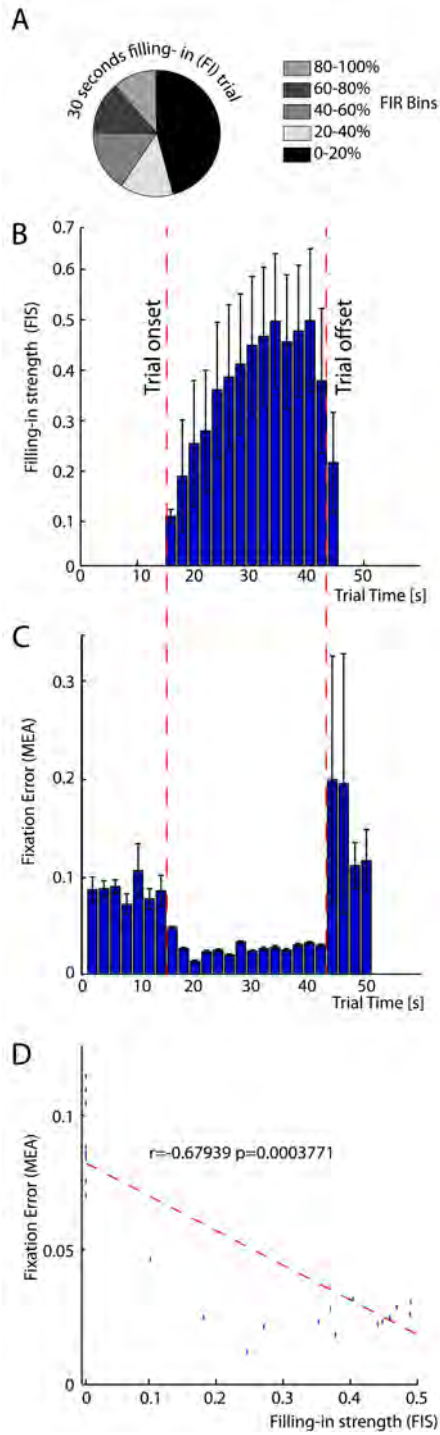 A
30 seconds filling- in (FI) trial
80-100%
60-80%
40-60%
20-40%
0-20%
FIR Bins
B
Filling-in strength (FIS)
0.7
0.6
0.5
0.4
0.3
0.2
0.1
0
Trial onset
Trial offset
0 10 20 30 40 50
Trial Time [s]
C
Fixation Error (MEA)
0.3
0.2
0.1
0
0 10 20 30 40 50
Trial Time [s]
D
Fixation Error (MEA)
0.1
0.05
0
r=-0.67939 p=0.0003771
0 0.1 0.2 0.3 0.4 0.5
Filling-in strength (FIS)